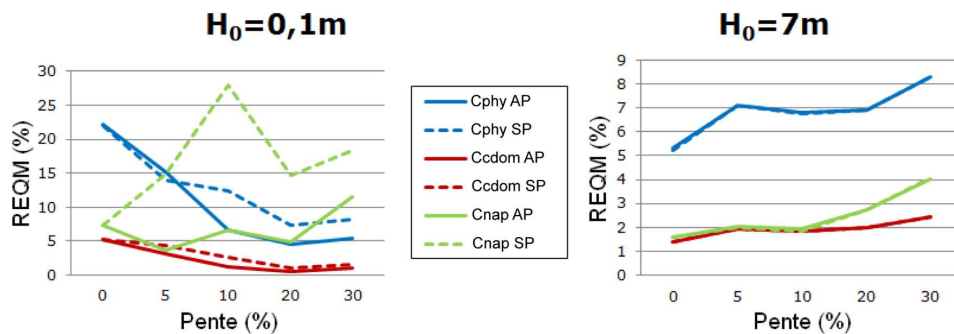 H₀=0,1m
REQM (%)
30
25
20
15
10
5
0
0 5 10 20 30
Pente (%)
Cphy AP
Cphy SP
Ccdom AP
Ccdom SP
Cnap AP
Cnap SP
H₀=7m
REQM (%)
9
8
7
6
5
4
3
2
1
0
0 5 10 20 30
Pente (%)